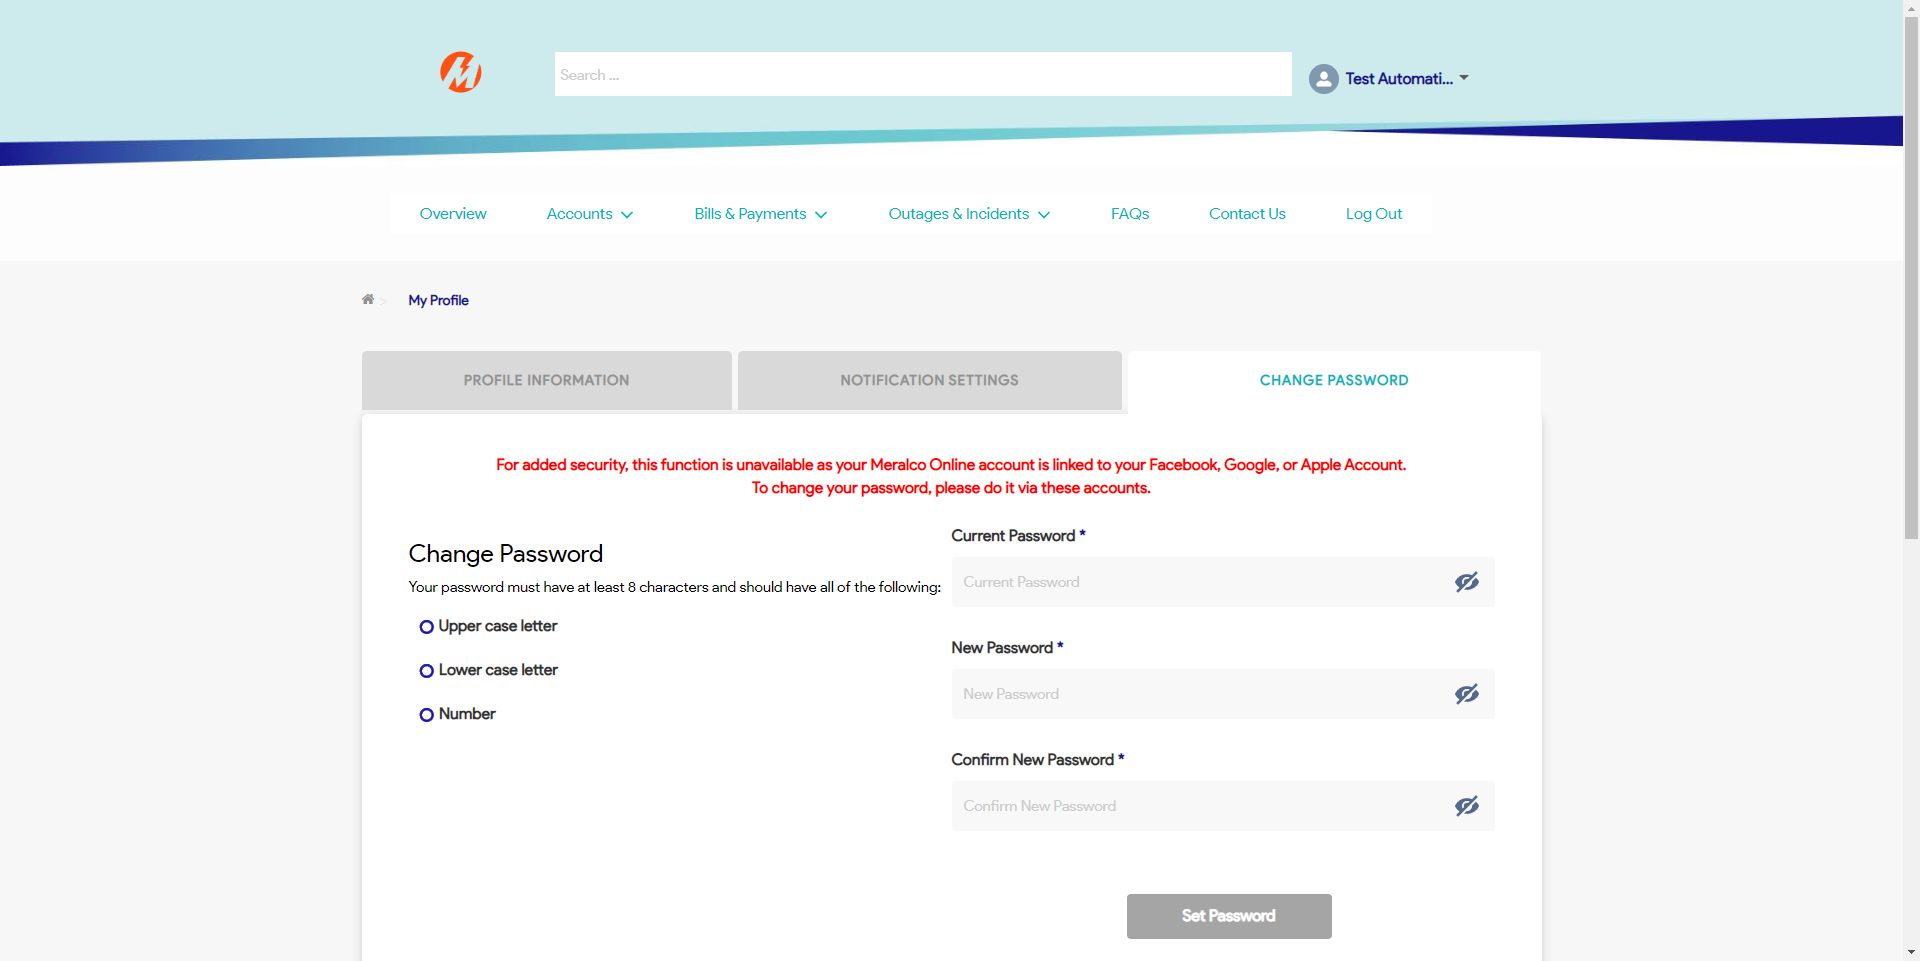 Search ...
Test Automati...
Overview
Accounts
Bills & Payments
Outages & Incidents
FAQs
Contact Us
Log Out
> My Profile
PROFILE INFORMATION
NOTIFICATION SETTINGS
CHANGE PASSWORD
For added security, this function is unavailable as your Meralco Online account is linked to your Facebook, Google, or Apple Account.
To change your password, please do it via these accounts.
Change Password
Your password must have at least 8 characters and should have all of the following:
Upper case letter
Lower case letter
Number
Current Password *
Current Password
New Password *
New Password
Confirm New Password *
Confirm New Password
Set Password